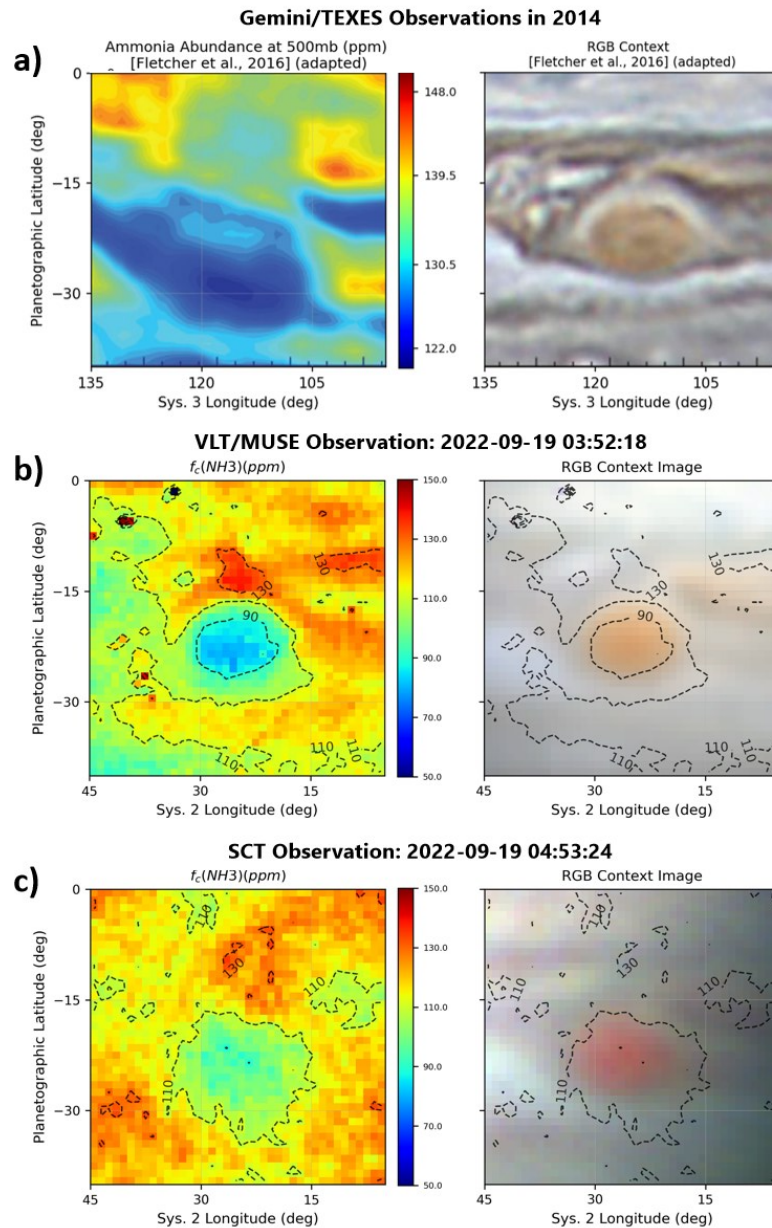 Gemini/TEXES Observations in 2014
a)
Ammonia Abundance at 500mb (ppm)
[Fletcher et al., 2016] (adapted)
RGB Context
[Fletcher et al., 2016] (adapted)
Planetographic Latitude (deg)
0
−15
−30
135
120
105
Sys. 3 Longitude (deg)
148.0
139.5
130.5
122.0
135
120
105
Sys. 3 Longitude (deg)
VLT/MUSE Observation: 2022-09-19 03:52:18
b)
f_c(NH3)(ppm)
RGB Context Image
Planetographic Latitude (deg)
0
−15
−30
130
130
90
110
110
110
45
30
15
Sys. 2 Longitude (deg)
150.0
130.0
110.0
90.0
70.0
50.0
130
130
90
110
110
110
45
30
15
Sys. 2 Longitude (deg)
SCT Observation: 2022-09-19 04:53:24
c)
f_c(NH3)(ppm)
RGB Context Image
Planetographic Latitude (deg)
0
−15
−30
110
130
110
110
110
110
45
30
15
Sys. 2 Longitude (deg)
150.0
130.0
110.0
90.0
70.0
50.0
110
130
110
110
110
110
45
30
15
Sys. 2 Longitude (deg)